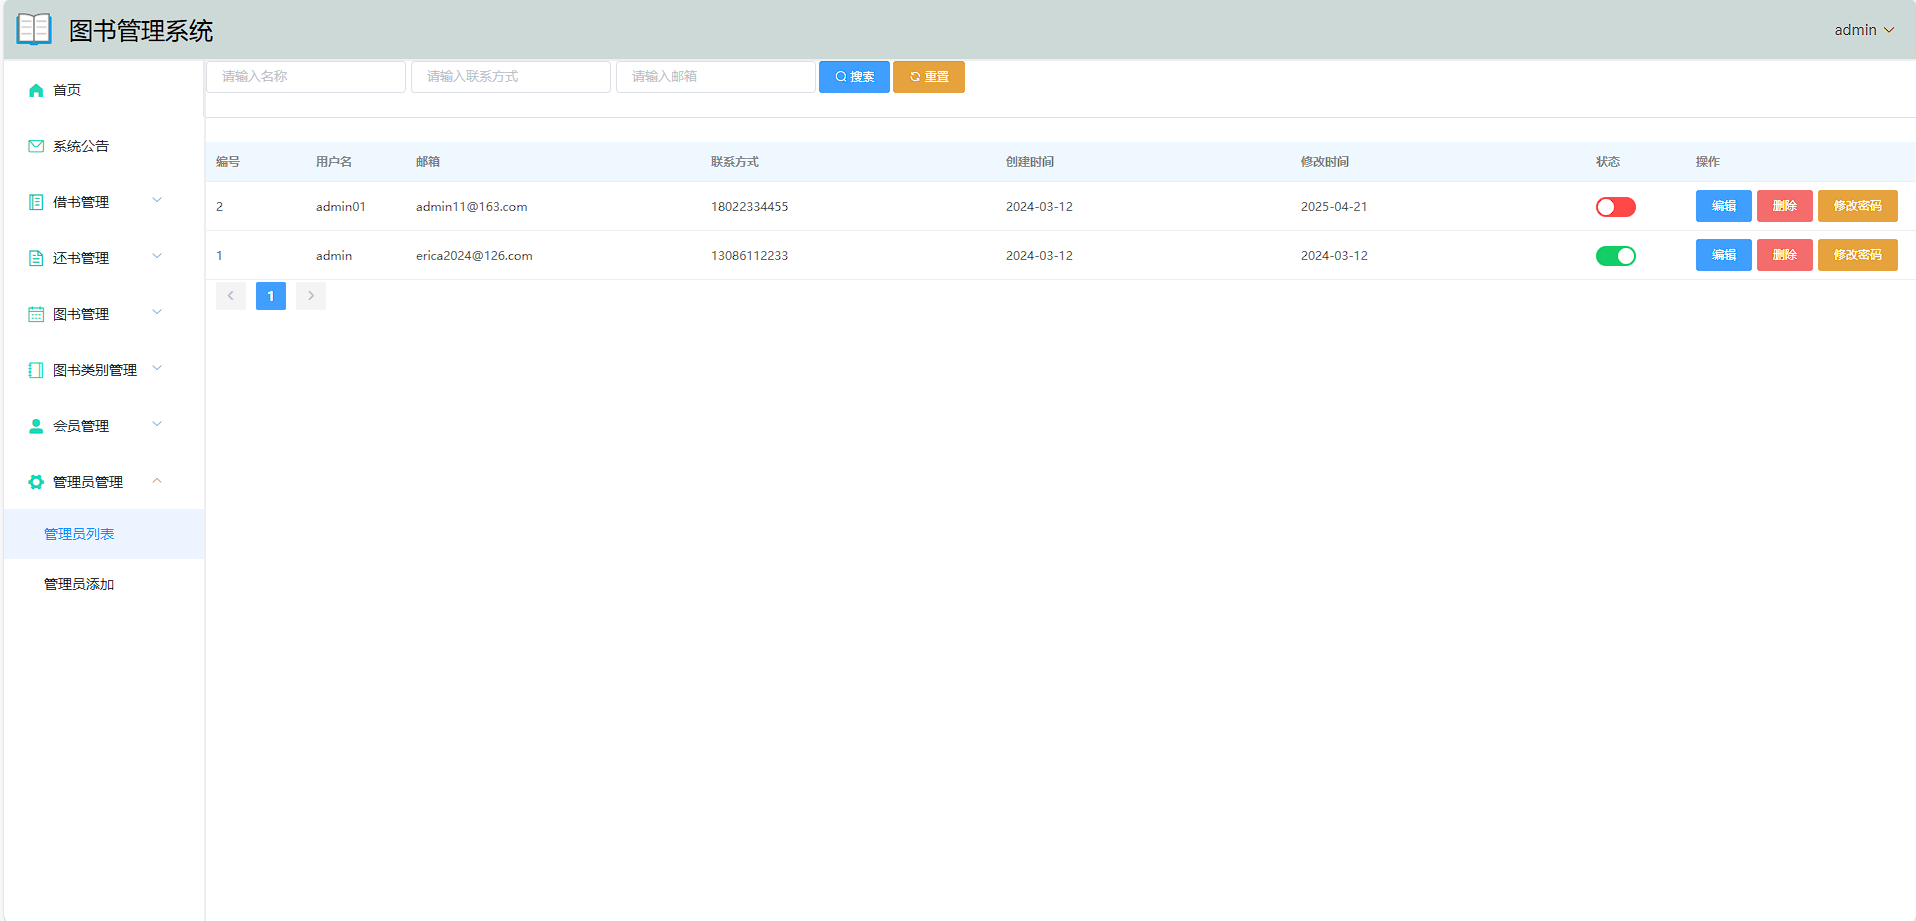 图书管理系统
admin
首页
系统公告
借书管理
还书管理
图书管理
图书类别管理
会员管理
管理员管理
管理员列表
管理员添加
请输入名称 请输入联系方式 请输入邮箱 搜索 重置
编号 用户名 邮箱 联系方式 创建时间 修改时间 状态 操作
2 admin01 admin11@163.com 18022334455 2024-03-12 2025-04-21 编辑 删除 修改密码
1 admin erica2024@126.com 13086112233 2024-03-12 2024-03-12 编辑 删除 修改密码
1